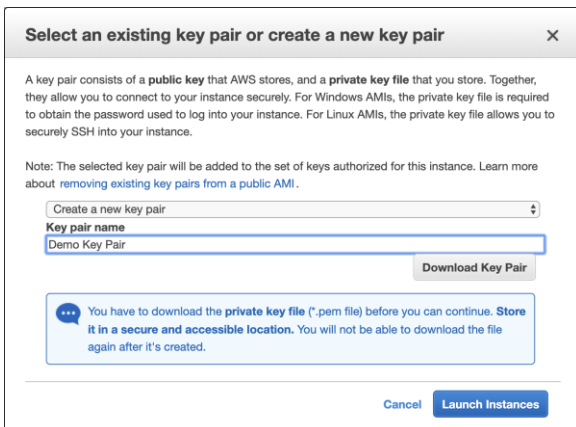 Select an existing key pair or create a new key pair
A key pair consists of a public key that AWS stores, and a private key file that you store. Together,
they allow you to connect to your instance securely. For Windows AMIs, the private key file is required
to obtain the password used to log into your instance. For Linux AMIs, the private key file allows you to
securely SSH into your instance.
Note: The selected key pair will be added to the set of keys authorized for this instance. Learn more
about removing existing key pairs from a public AMI.
Create a new key pair
Key pair name
Demo Key Pair
Download Key Pair
You have to download the private key file (*.pem file) before you can continue. Store
it in a secure and accessible location. You will not be able to download the file
again after it's created.
Cancel
Launch Instances